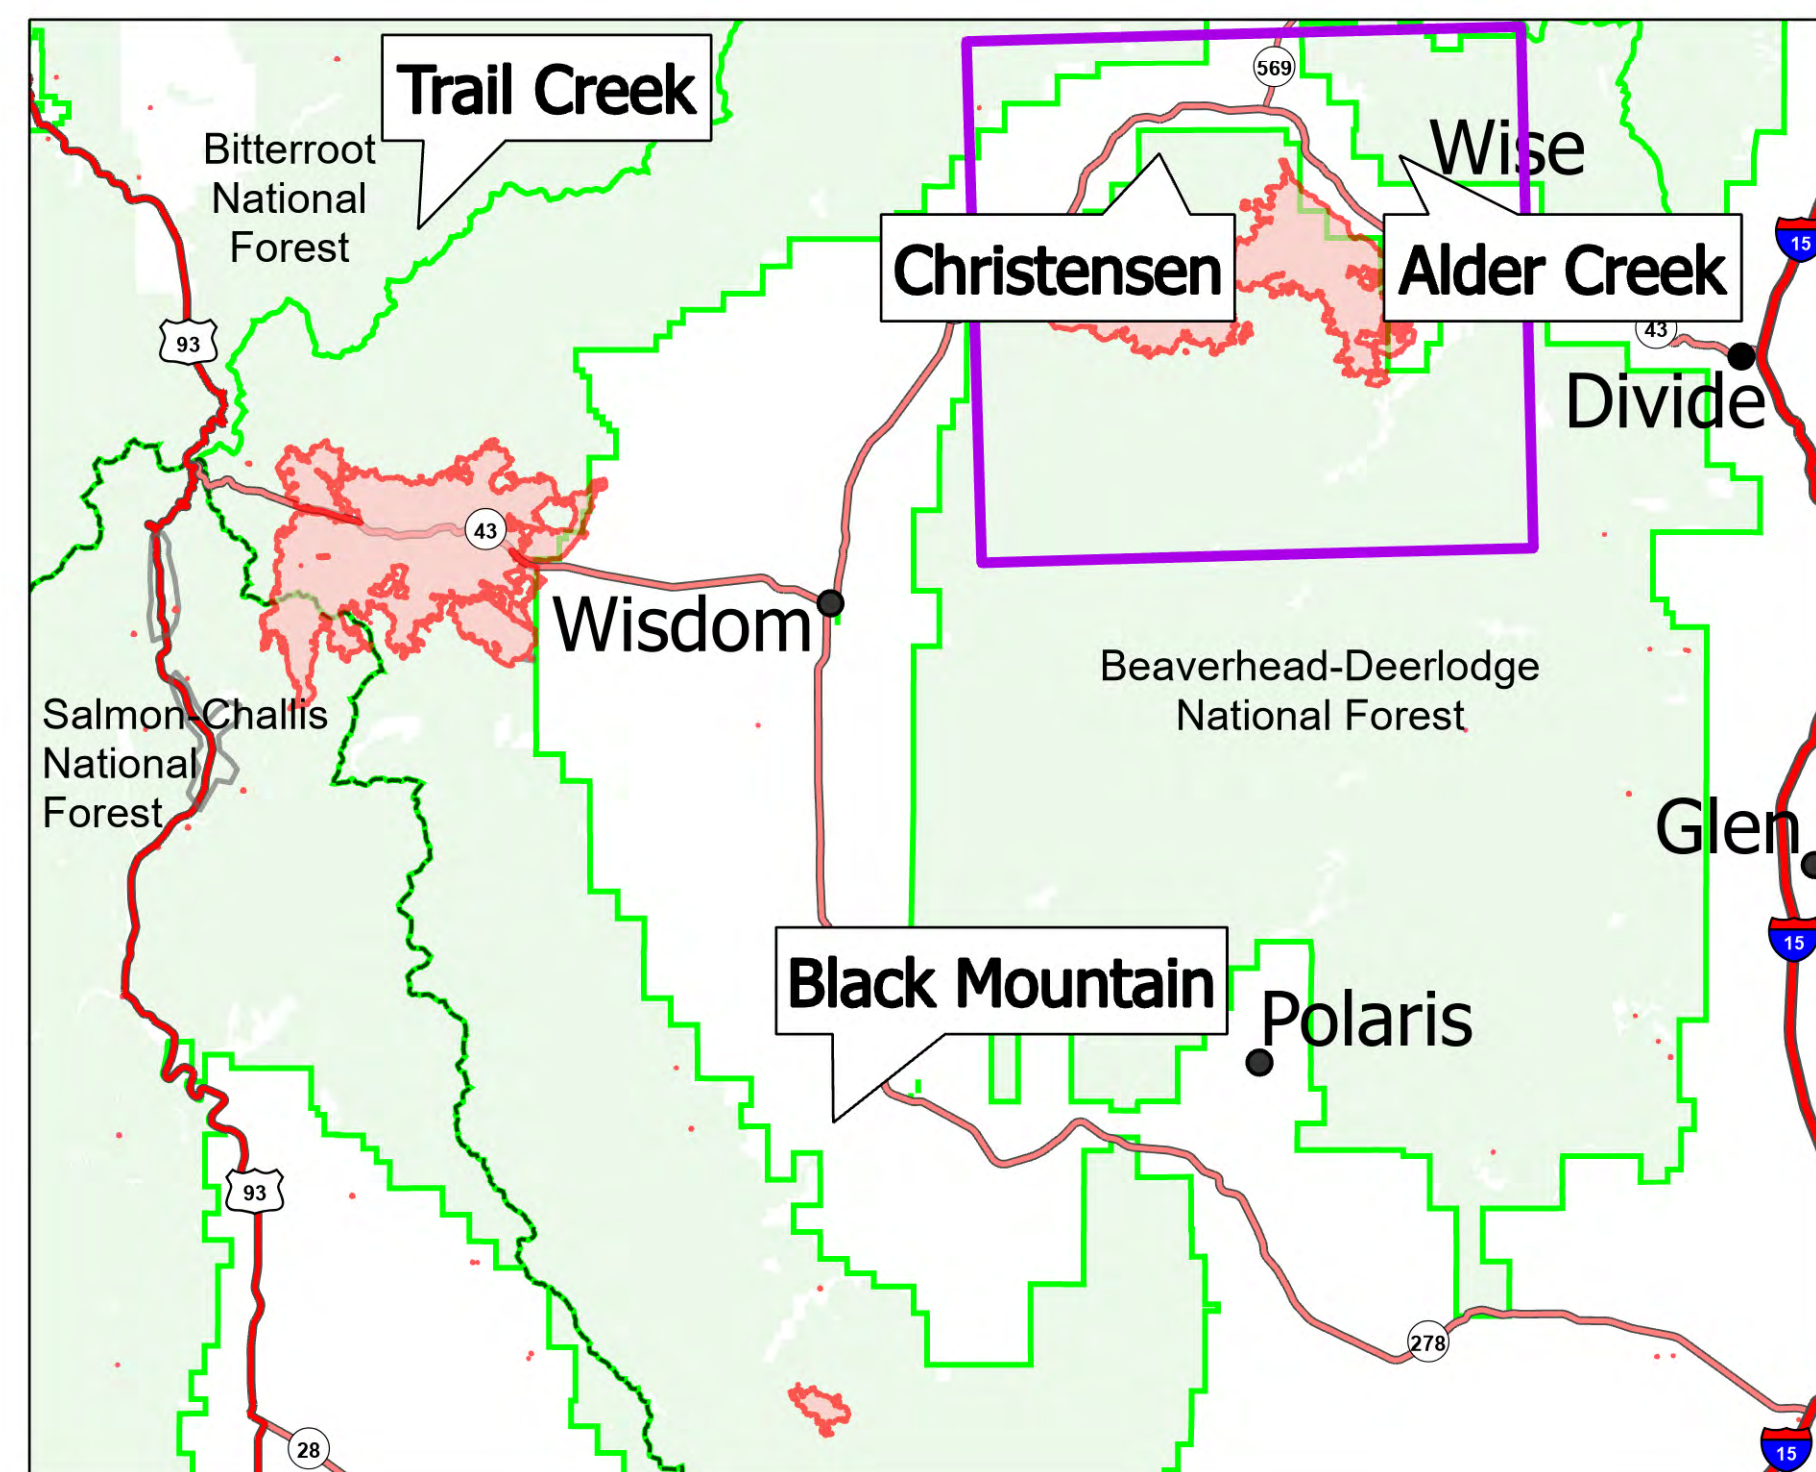 569
Trail Creek
Wise
Bitterroot
National
Forest
15
Christensen
Alder Creek
93
43
Divide
43
Wisdom
Beaverhead-Deerlodge
National Forest
Salmon-Challis
National
Forest
Glen
15
Black Mountain
Polaris
93
278
28
15